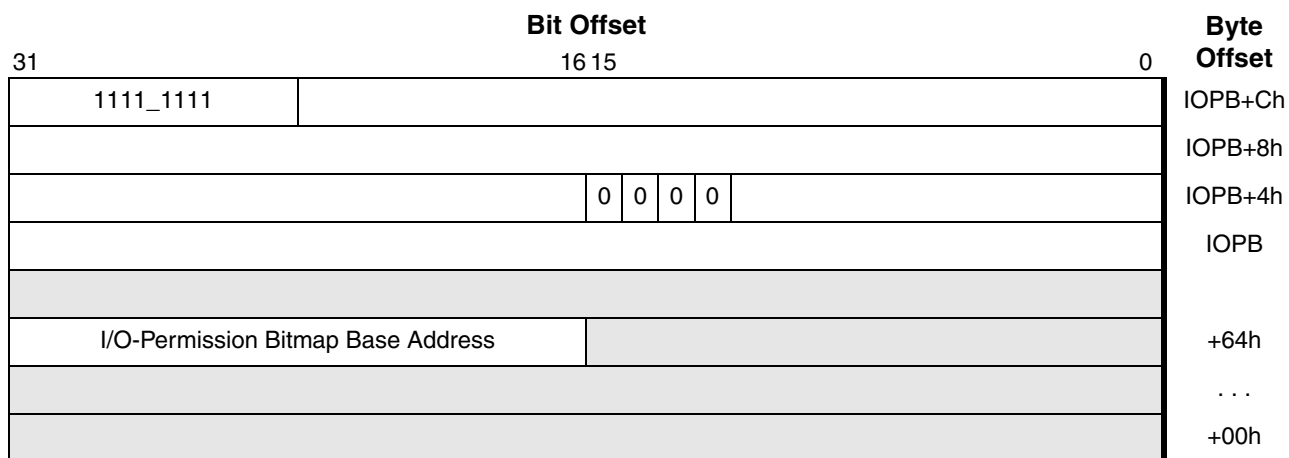 Bit Offset Byte
31 16 15 0 Offset
1111_1111 IOPB+Ch
IOPB+8h
0 0 0 0 IOPB+4h
IOPB
I/O-Permission Bitmap Base Address +64h
. . .
+00h